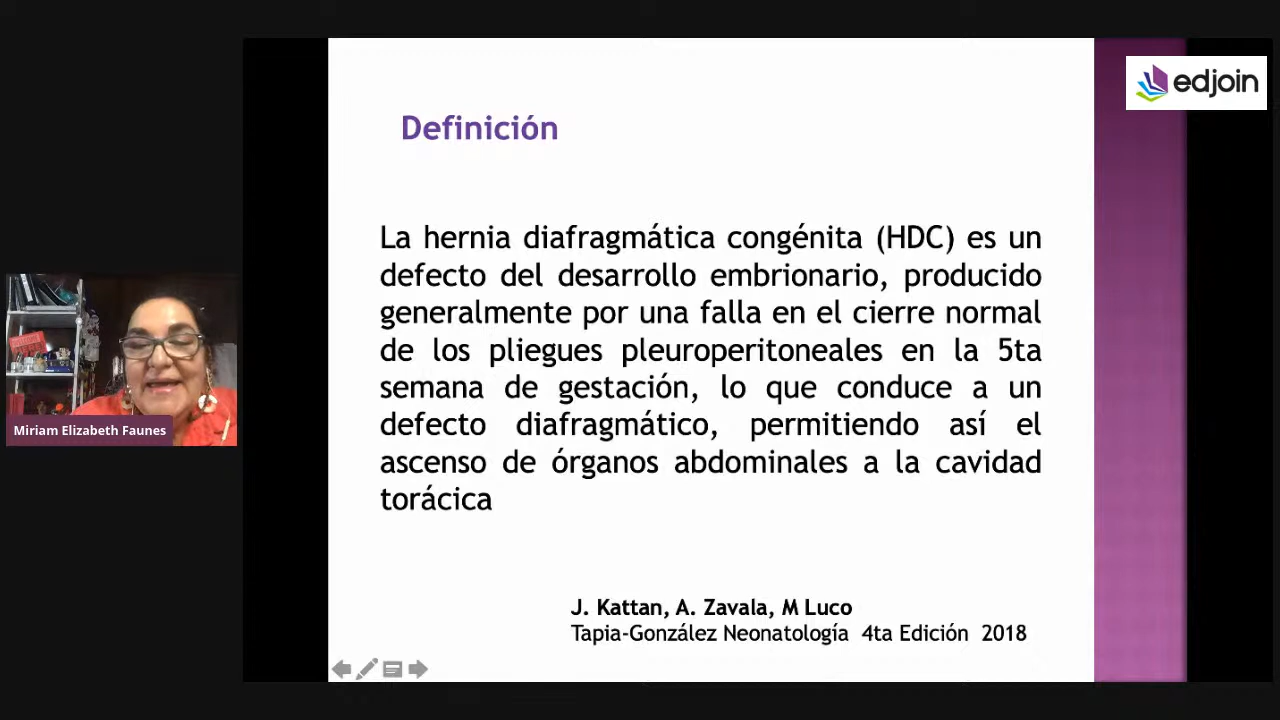 edjoin
Definición
La hernia diafragmática congénita (HDC) es un
defecto del desarrollo embrionario, producido
generalmente por una falla en el cierre normal
de los pliegues pleuroperitoneales en la 5ta
semana de gestación, lo que conduce a un
defecto diafragmático, permitiendo así el
ascenso de órganos abdominales a la cavidad
torácica
Miriam Elizabeth Faunes
J. Kattan, A. Zavala, M Luco
Tapia-González Neonatología 4ta Edición 2018